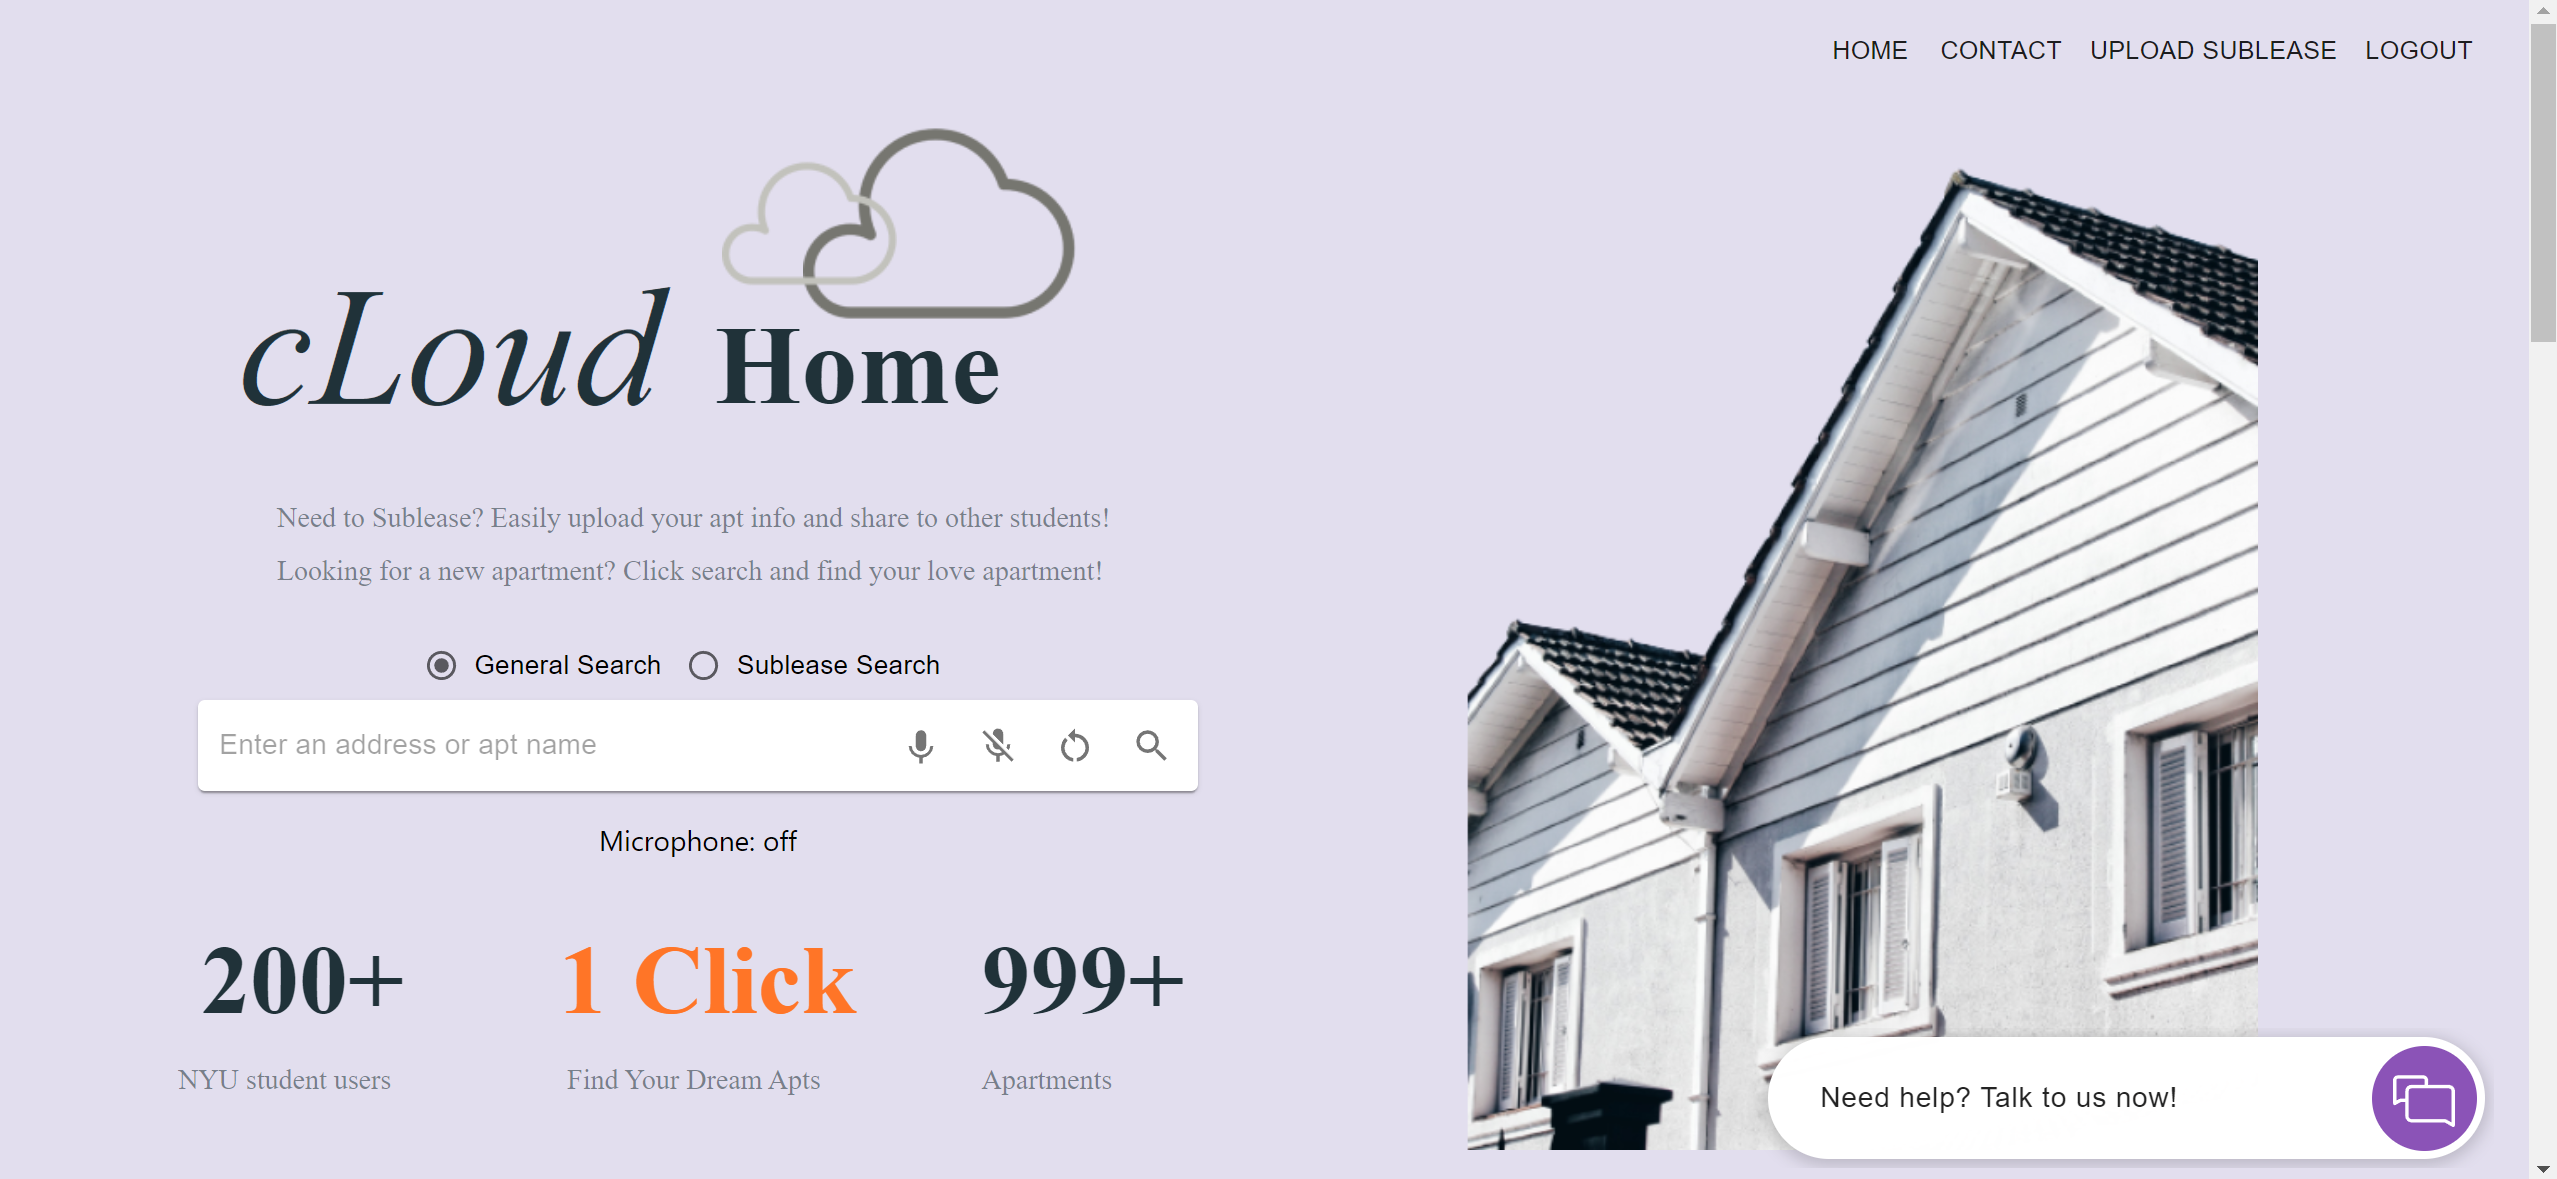 HOME CONTACT UPLOAD SUBLEASE LOGOUT
cLoud Home
Need to Sublease? Easily upload your apt info and share to other students!
Looking for a new apartment? Click search and find your love apartment!
General Search Sublease Search
Enter an address or apt name
Microphone: off
200+ 1 Click 999+
NYU student users Find Your Dream Apts Apartments
Need help? Talk to us now!